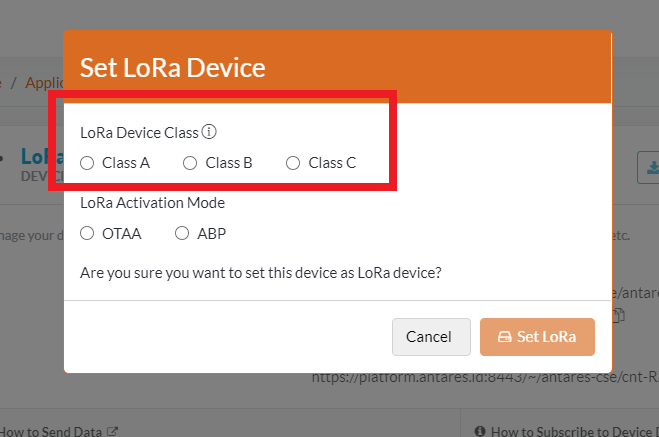 Set LoRa Device
/ Applic
LoRa Device Class
Class A Class B Class C
LoRa
DEVIC
LoRa Activation Mode
OTAA ABP
nage your d
etc.
Are you sure you want to set this device as LoRa device?
se/antare
Cancel Set LoRa
https://platform.antares.id:8443/~/antares-cse/cnt-R
How to Send Data
How to Subscribe to Device D